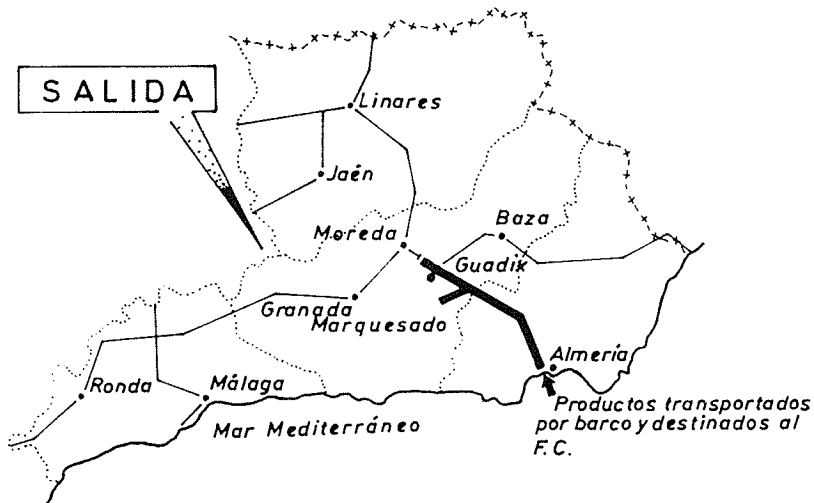 SALIDA
Linares
Jaén
Moreda
Baza
Guadix
Granada
Marquesado
Almería
Ronda
Málaga
Mar Mediterráneo
Productos transportados
por barco y destinados al
F.C.